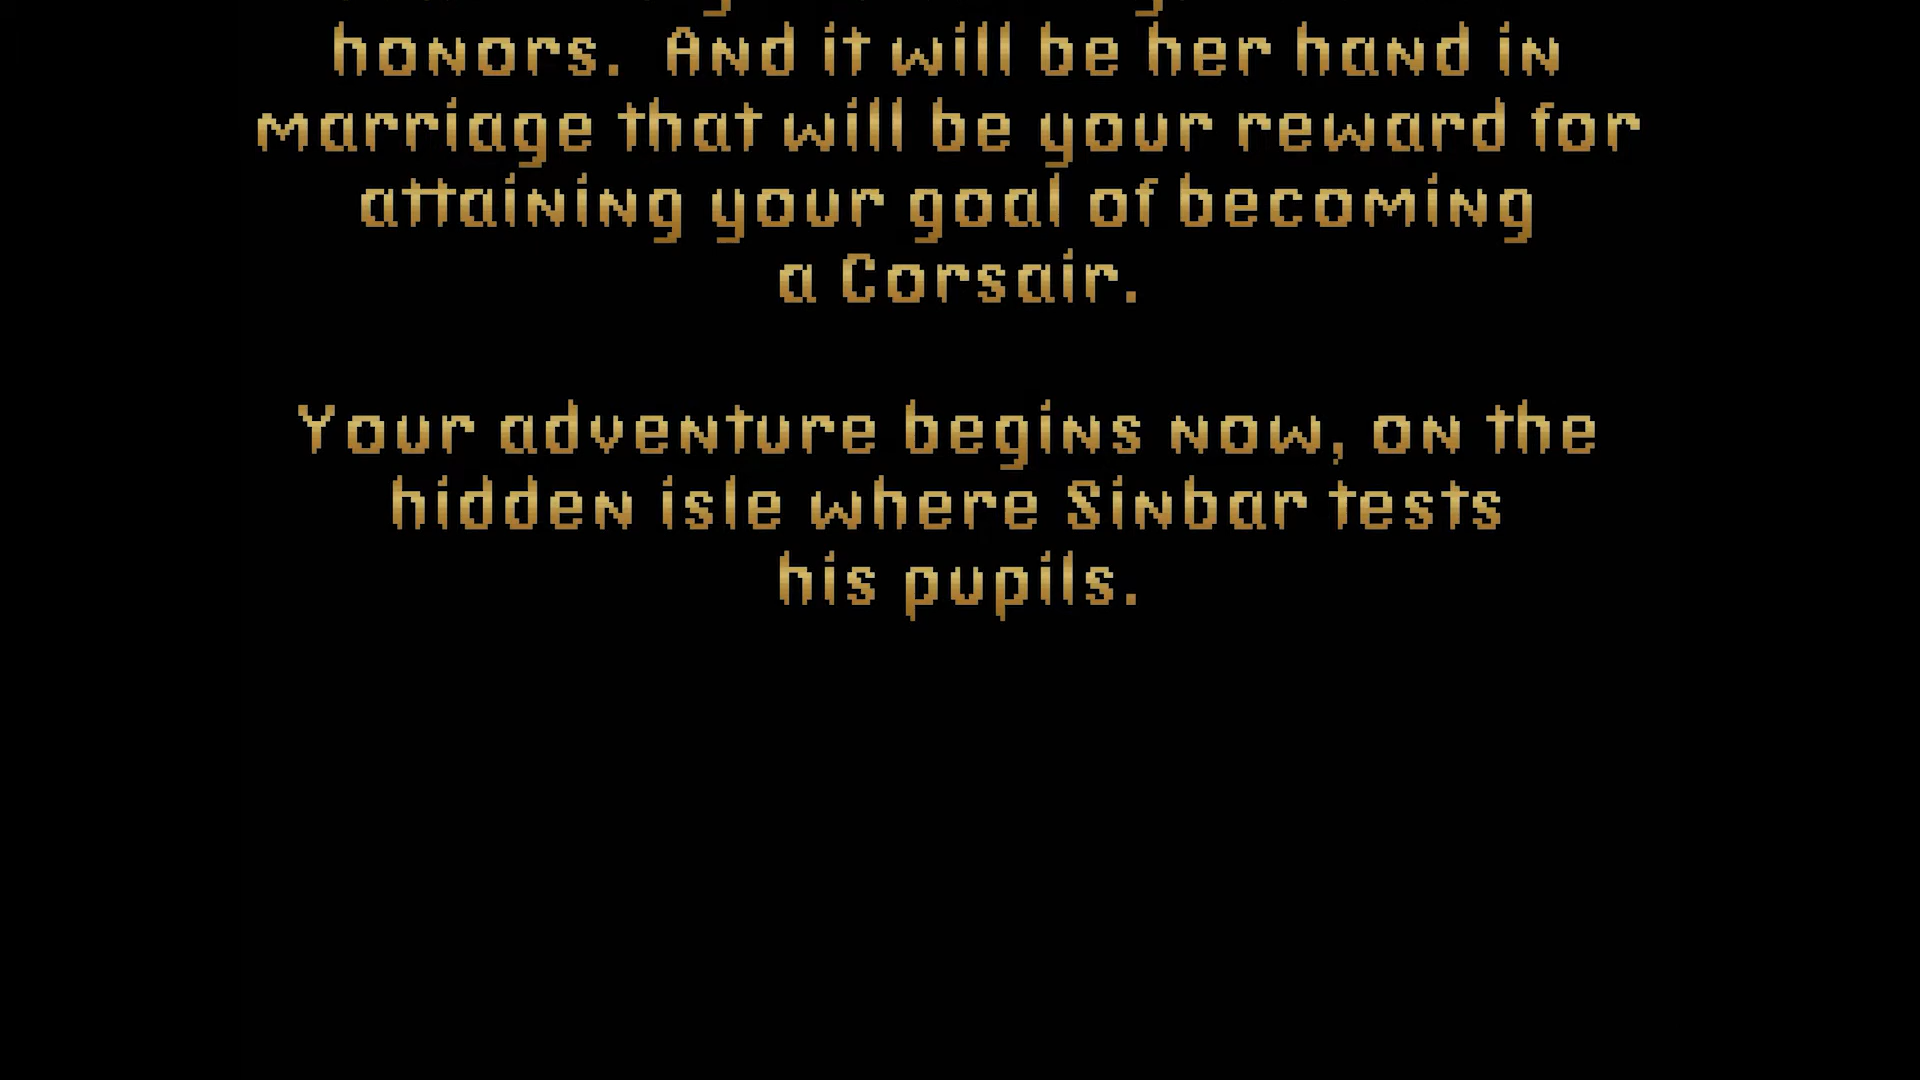 honors.  And it will be her hand in
marriage that will be your reward for
attaining your goal of becoming
a Corsair.
Your adventure begins now, on the
hidden isle where Sinbar tests
his pupils.